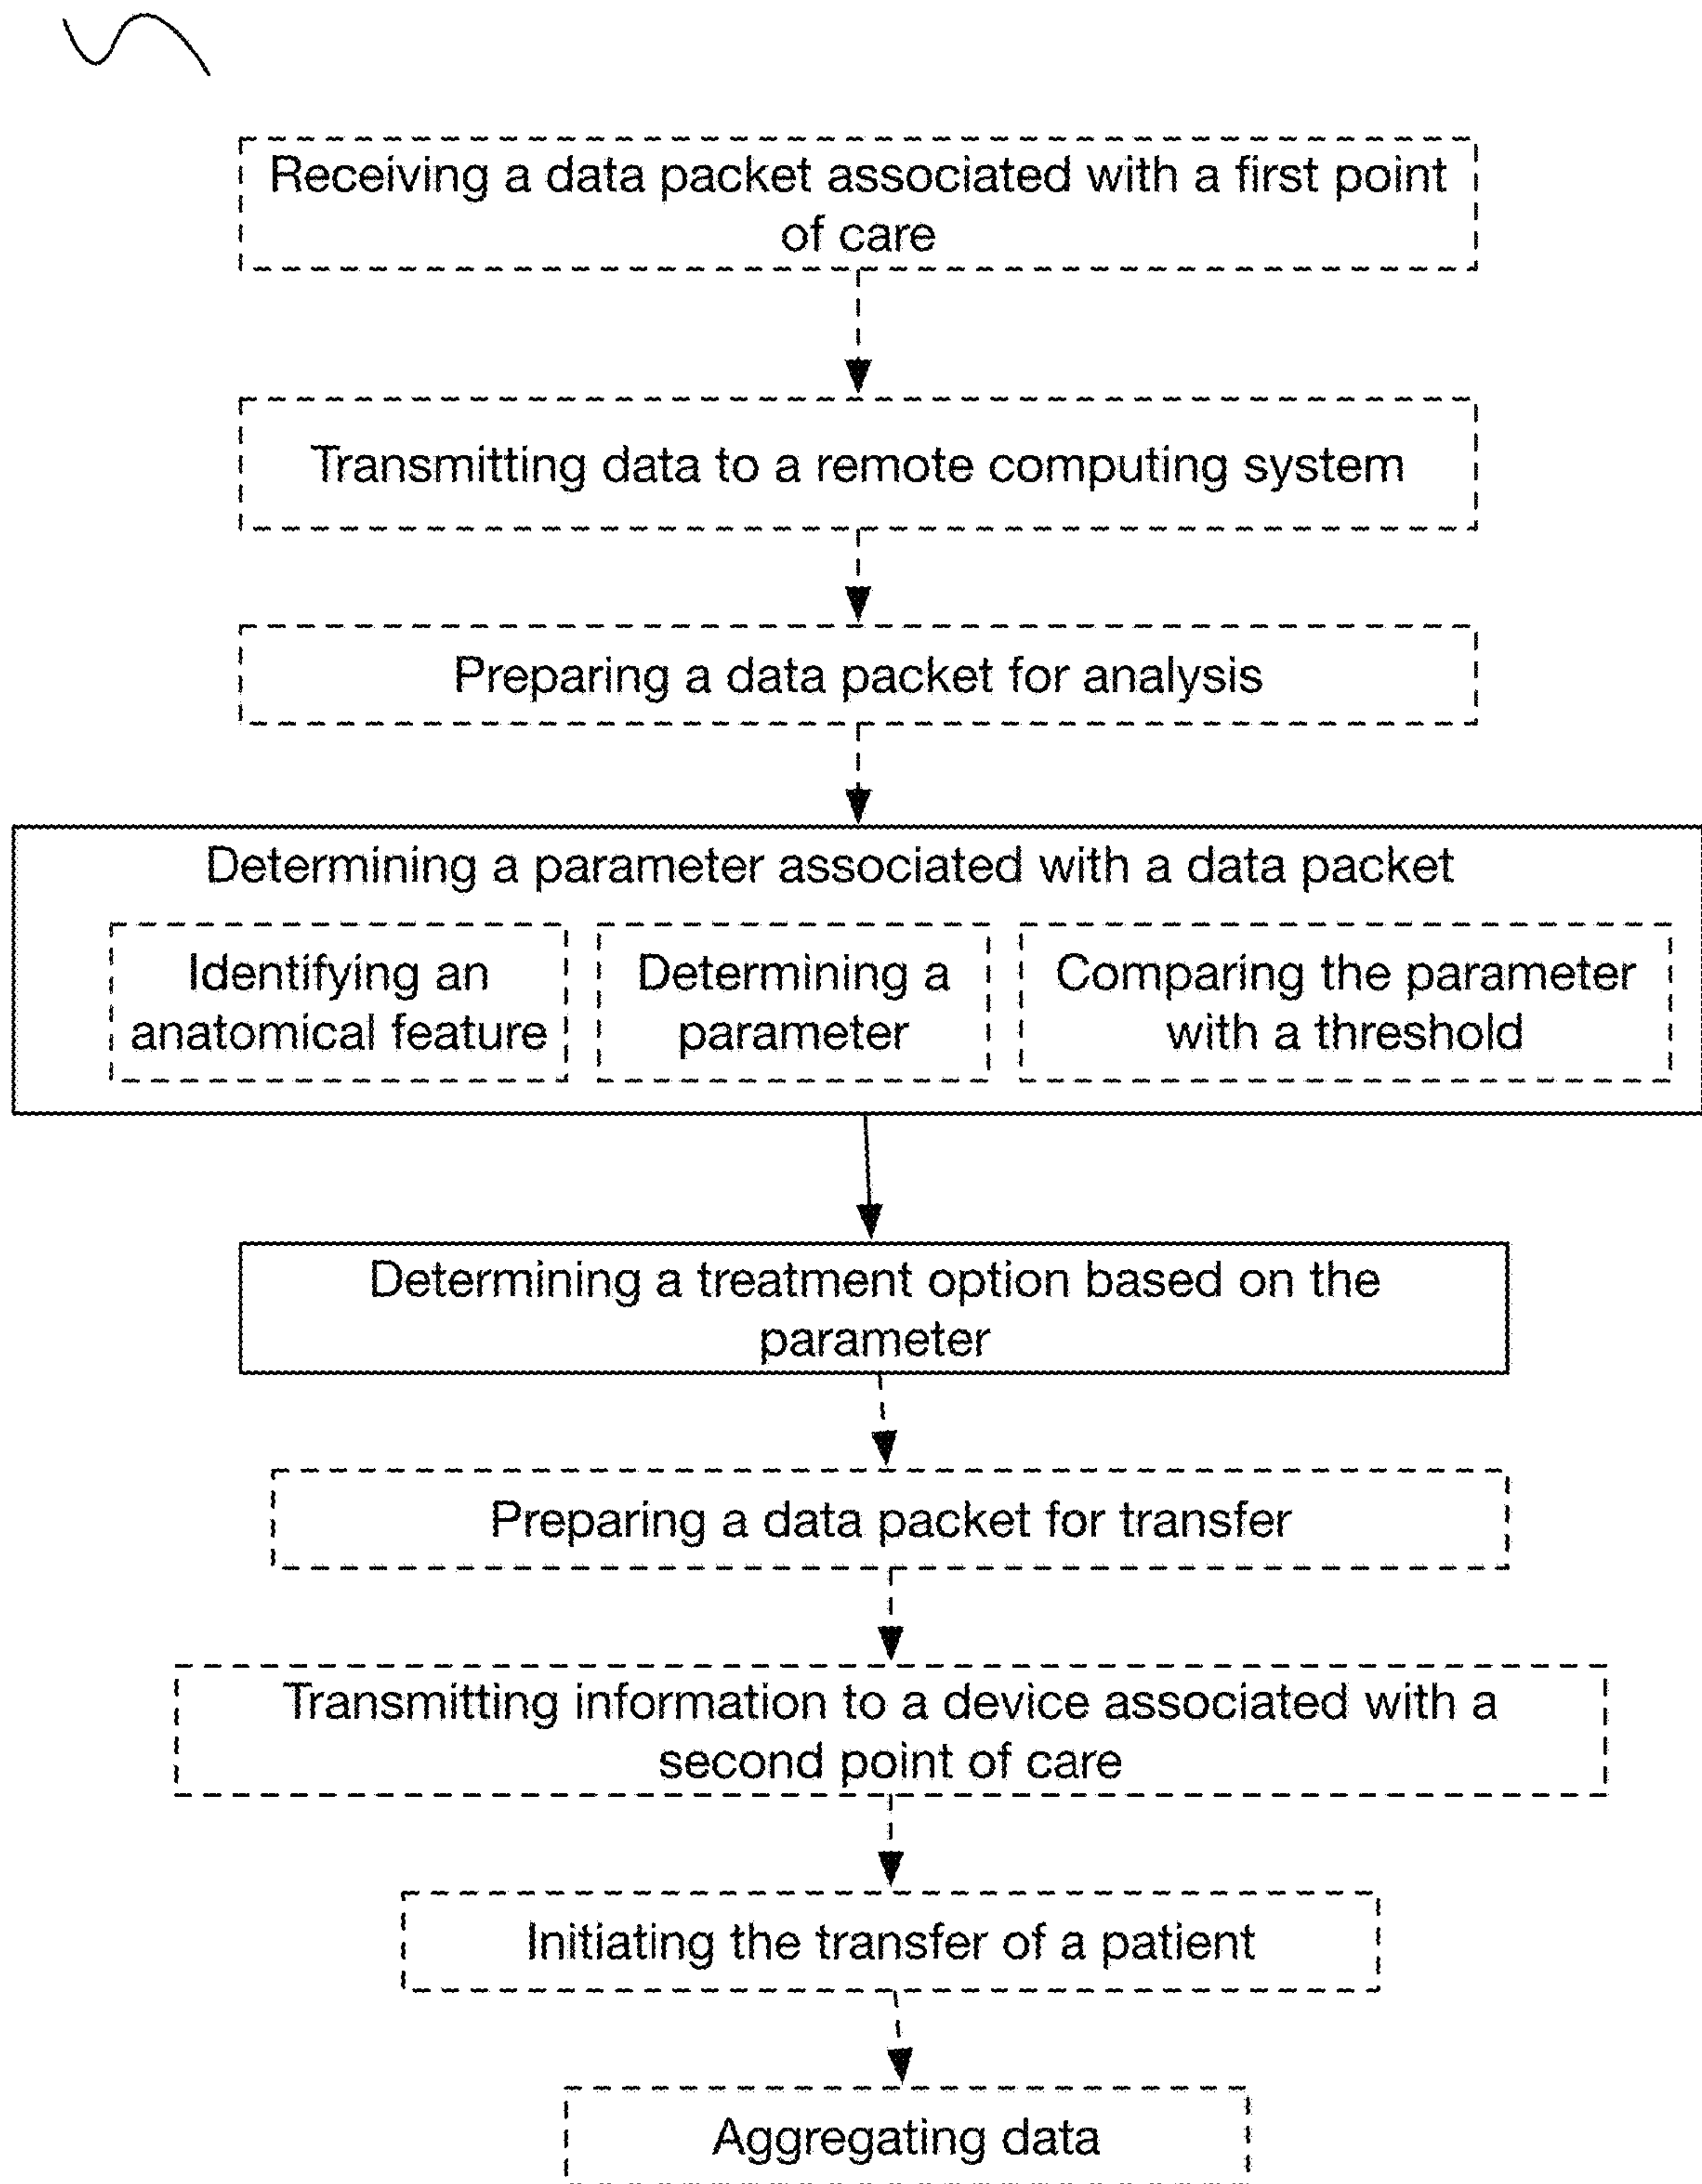 Receiving a data packet associated with a first point
of care
Transmitting data to a remote computing system
Preparing a data packet for analysis
Determining a parameter associated with a data packet
Identifying an
anatomical feature
Determining a
parameter
Comparing the parameter
with a threshold
Determining a treatment option based on the
parameter
Preparing a data packet for transfer
Transmitting information to a device associated with a
second point of care
Initiating the transfer of a patient
Aggregating data